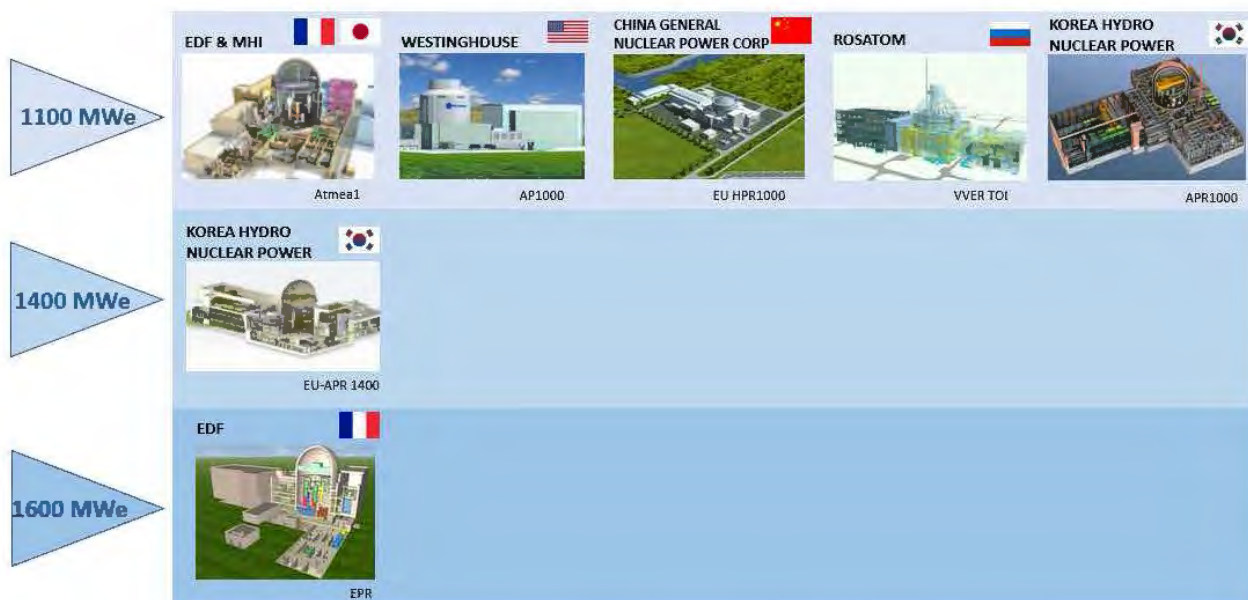 1100 MWe
EDF & MHI
WESTINGHDUSE
CHINA GENERAL
NUCLEAR POWER CORP
ROSATOM
KOREA HYDRO
NUCLEAR POWER
Atmea1
AP1000
EU HPR1000
VVER TOI
APR1000
1400 MWe
KOREA HYDRO
NUCLEAR POWER
EU-APR 1400
1600 MWe
EDF
EPR